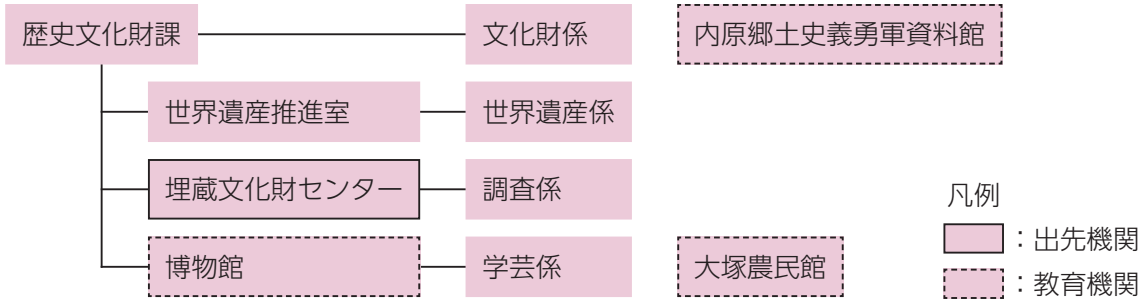 歴史文化財課 文化財係 内原郷土史義勇軍資料館
世界遺産推進室 世界遺産係
埋蔵文化財センター 調査係
博物館 学芸係 大塚農民館
凡例
：出先機関
：教育機関